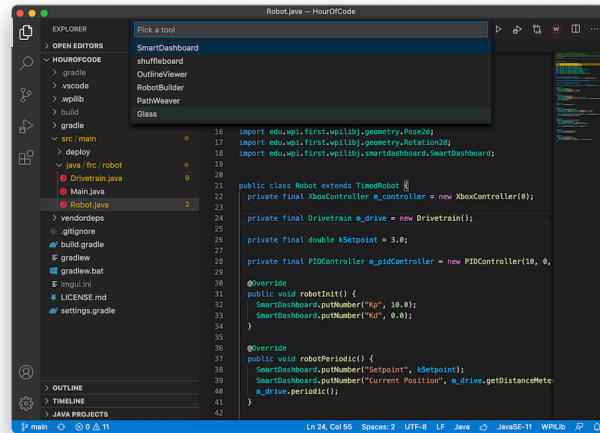 Robot.java — HourOfCode
EXPLORER
OPEN EDITORS
HOUROFCODE
.gradle
.vscode
.wpilib
build
gradle
src / main
deploy
java / frc / robot
Drivetrain.java 9
Main.java
Robot.java 2
vendordeps
.gitignore
build.gradle
gradlew
gradlew.bat
imgui.ini
LICENSE.md
settings.gradle
OUTLINE
TIMELINE
JAVA PROJECTS
Pick a tool
SmartDashboard
shuffleboard
OutlineViewer
RobotBuilder
PathWeaver
Glass
16 import edu.wpi.first.wpilibj.geometry.Pose2d;
17 import edu.wpi.first.wpilibj.geometry.Rotation2d;
18 import edu.wpi.first.wpilibj.smartdashboard.SmartDashboard;
19
20
21 public class Robot extends TimedRobot {
22 private final XboxController m_controller = new XboxController(0);
23
24 private final Drivetrain m_drive = new Drivetrain();
25
26 private final double kSetpoint = 3.0;
27
28 private final PIDController m_pidController = new PIDController(10, 0,
29
30 @Override
31 public void robotInit() {
32 SmartDashboard.putNumber("Kp", 10.0);
33 SmartDashboard.putNumber("Kd", 0.0);
34 }
35
36 @Override
37 public void robotPeriodic() {
38 SmartDashboard.putNumber("Setpoint", kSetpoint);
39 SmartDashboard.putNumber("Current Position", m_drive.getDistanceMete
40 m_drive.periodic();
41 }
42
main 0 11 Ln 24, Col 55 Spaces: 2 UTF-8 LF Java JavaSE-11 WPILib